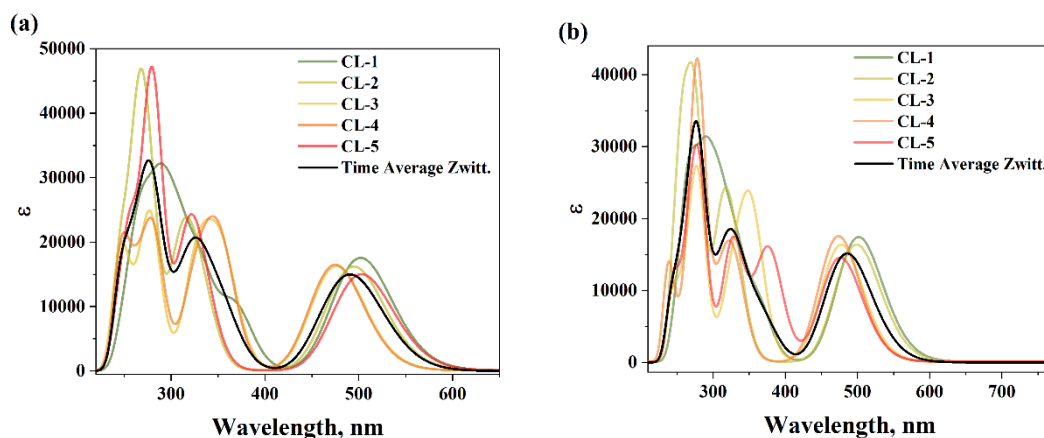 (a)
50000
40000
30000
20000
10000
0
ε
CL-1
CL-2
CL-3
CL-4
CL-5
Time Average Zwitt.
300 400 500 600
Wavelength, nm
(b)
40000
30000
20000
10000
0
ε
CL-1
CL-2
CL-3
CL-4
CL-5
Time Average Zwitt.
300 400 500 600 700
Wavelength, nm